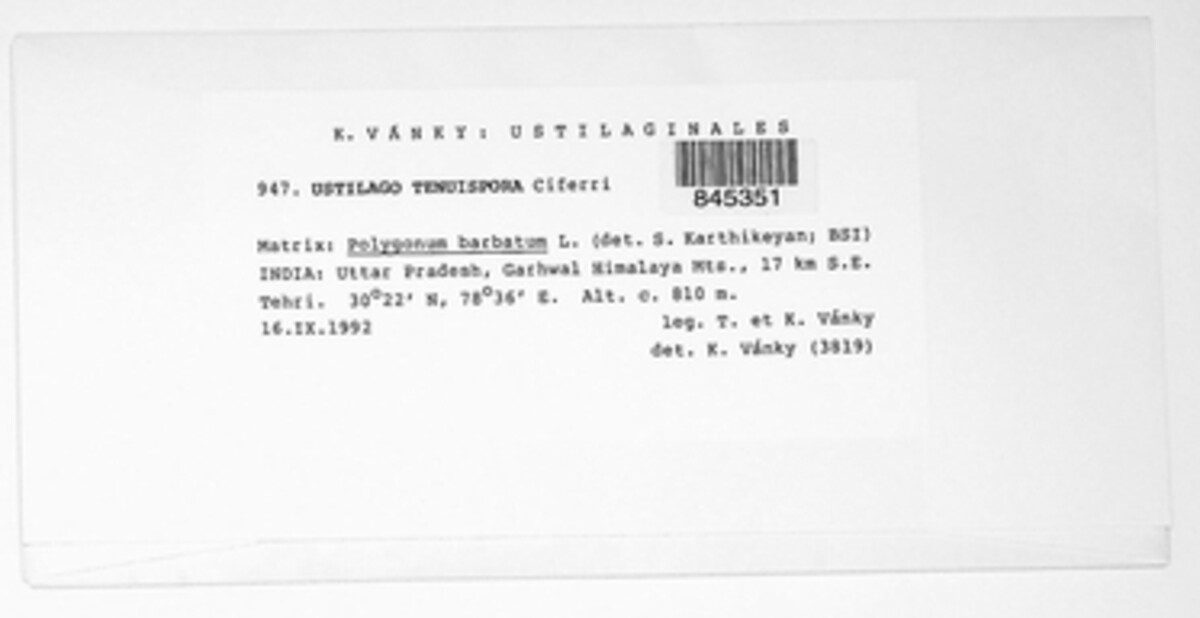 K. VÁNKY: USTILAGINALES
845351
947. USTILAGO TENUISPORA Ciferri
Matrix: Polygonum barbatum L. (det. S. Karthikeyan; BSI)
INDIA: Uttar Pradesh, Garhwal Himalaya Mts., 17 km S.E.
Tehri. 30°22' N, 78°36' E. Alt. c. 810 m.
16.IX.1992 leg. T. et K. Vánky
det. K. Vánky (3819)